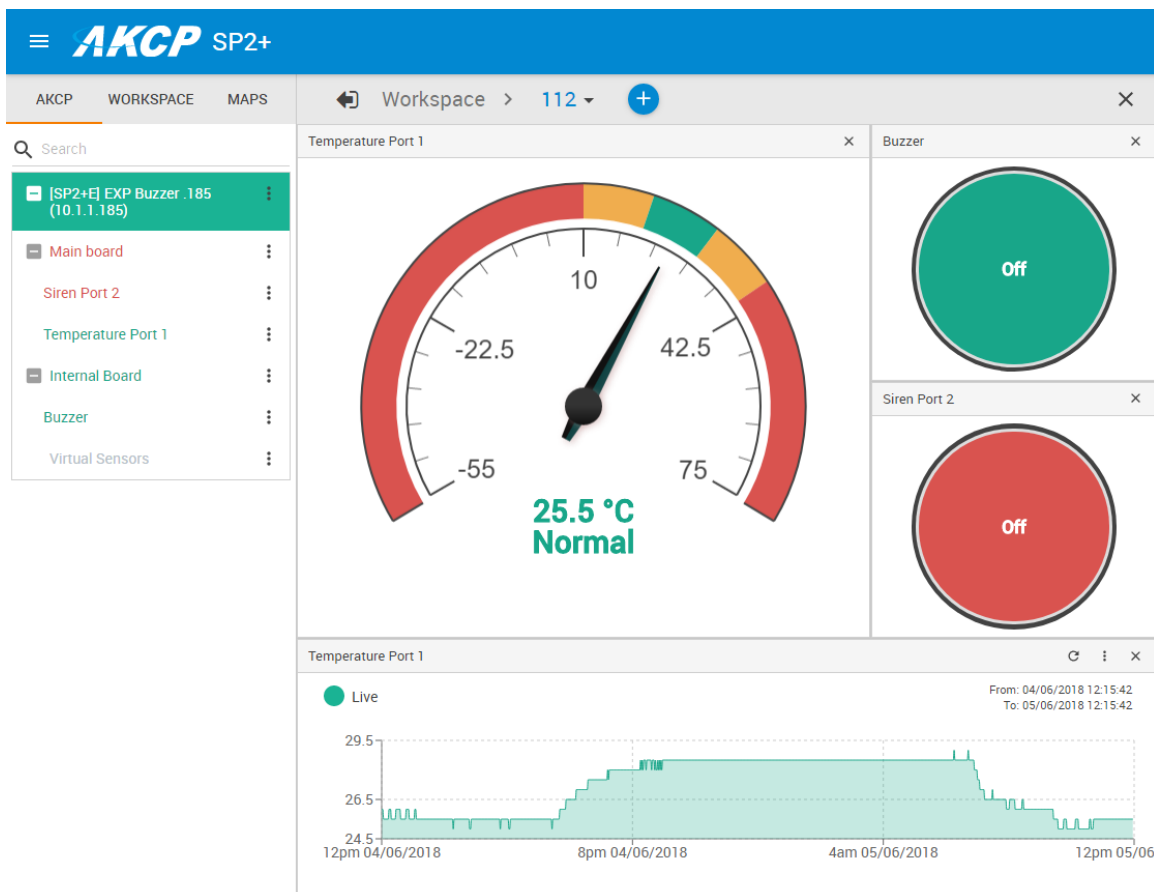 AKCP SP2+
AKCP WORKSPACE MAPS
Workspace > 112
Search
[SP2+E] EXP Buzzer .185
(10.1.1.185)
Main board
Siren Port 2
Temperature Port 1
Internal Board
Buzzer
Virtual Sensors
Temperature Port 1
10
-22.5
42.5
-55
75
25.5 °C
Normal
Buzzer
Off
Siren Port 2
Off
Temperature Port 1
Live
From: 04/06/2018 12:15:42
To: 05/06/2018 12:15:42
29.5
26.5
24.5
12pm 04/06/2018 8pm 04/06/2018 4am 05/06/2018 12pm 05/06